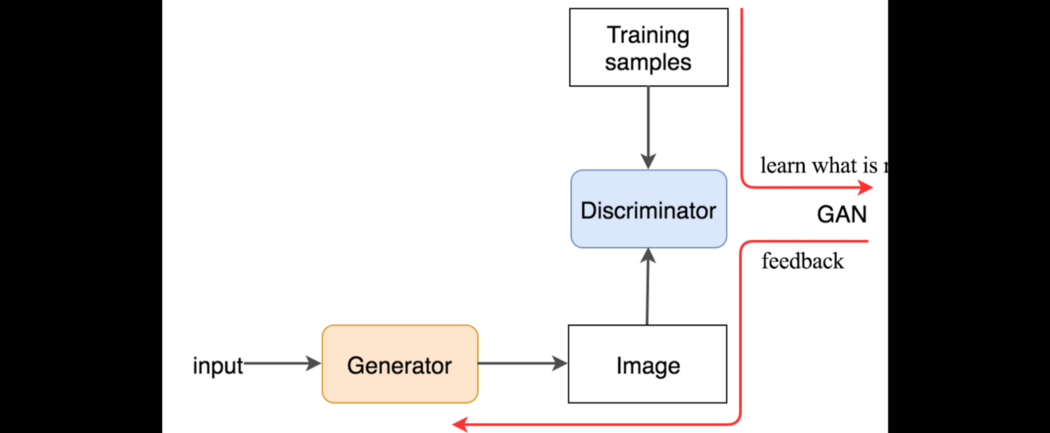 Training
samples
learn what is
Discriminator
GAN
feedback
input
Generator
Image